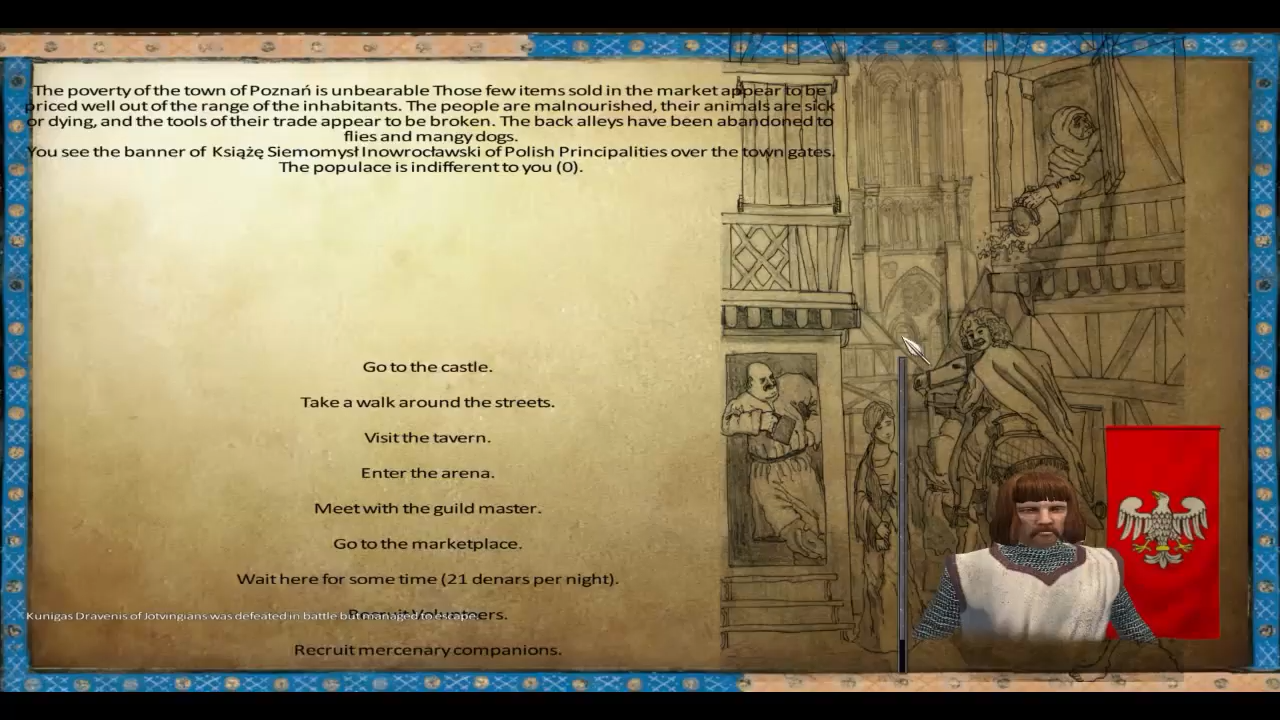 The poverty of the town of Poznań is unbearable Those few items sold in the market appear to be
priced well out of the range of the inhabitants. The people are malnourished, their animals are sick
or dying, and the tools of their trade appear to be broken. The back alleys have been abandoned to
flies and mangy dogs.
You see the banner of Książę Siemomysł Inowrocławski of Polish Principalities over the town gates.
The populace is indifferent to you (0).
Go to the castle.
Take a walk around the streets.
Visit the tavern.
Enter the arena.
Meet with the guild master.
Go to the marketplace.
Wait here for some time (21 denars per night).
Recruit Volunteers.
Kunigas Dravenis of Jotvingians was defeated in battle but managed to escape.
Recruit mercenary companions.